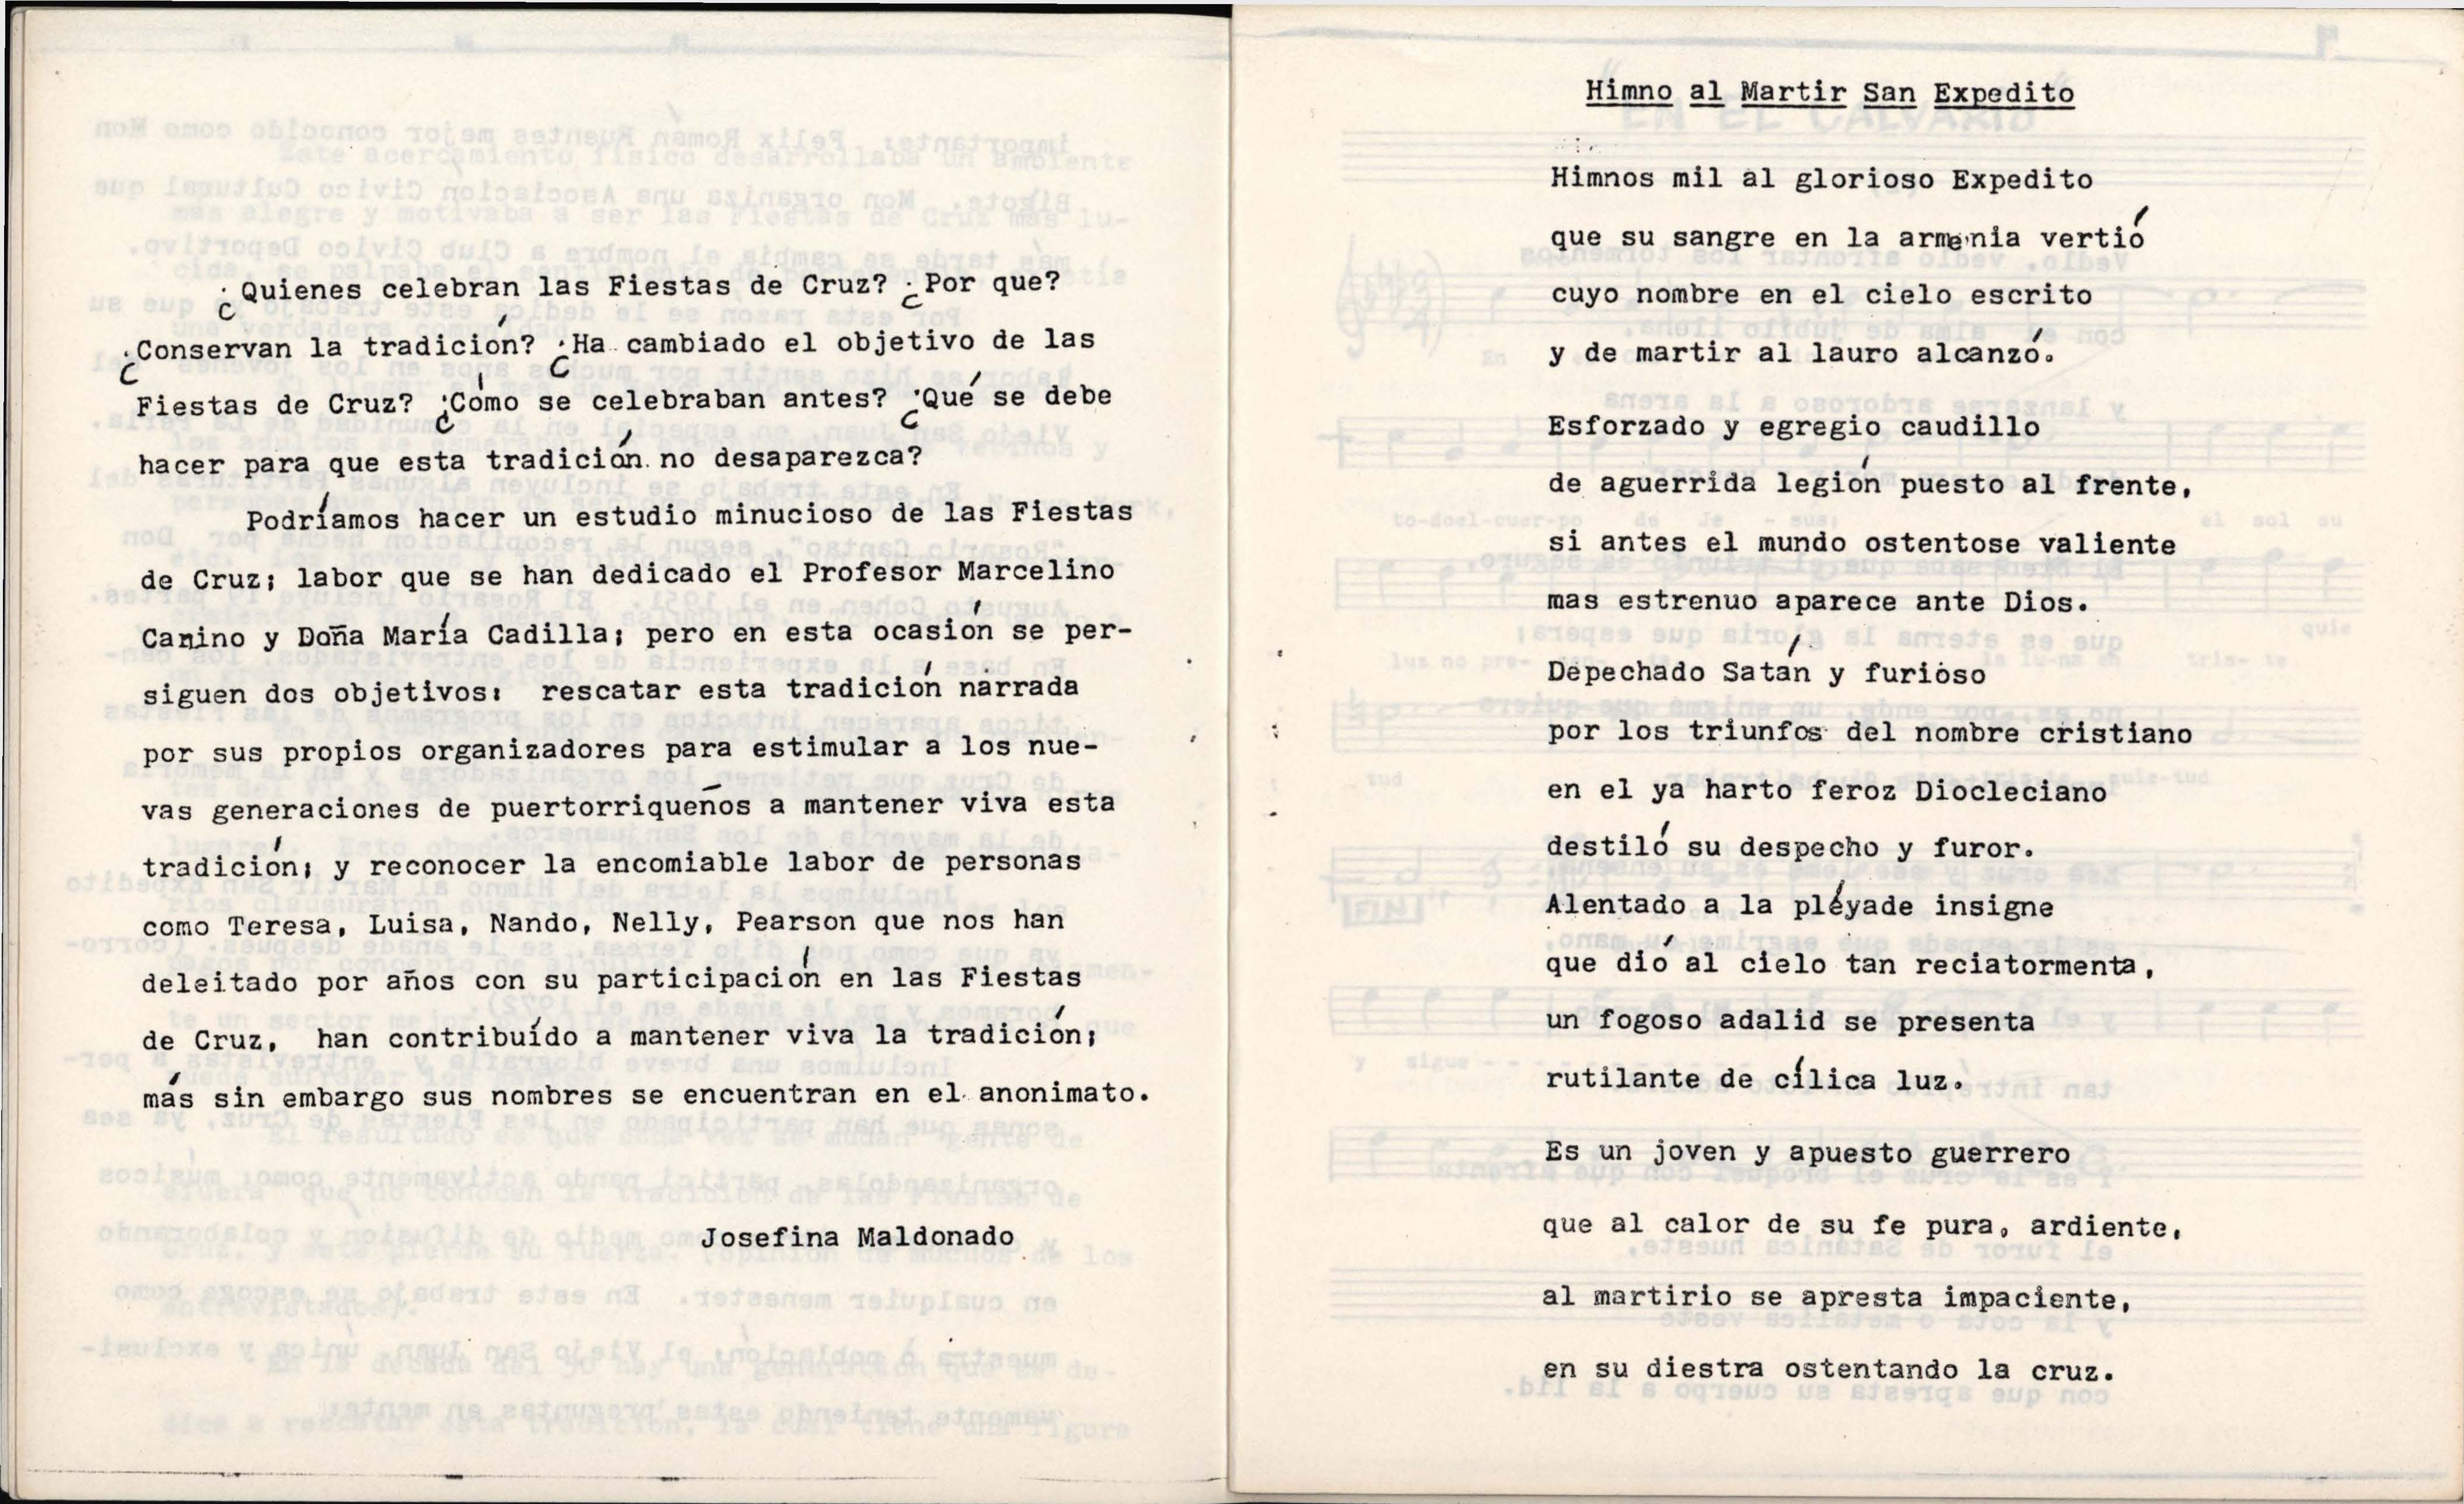 ¿Quienes celebran las Fiestas de Cruz? ¿Por que?
¿Conservan la tradición? ¿Ha cambiado el objetivo de las
Fiestas de Cruz? ¿Cómo se celebraban antes? ¿Qué se debe
hacer para que esta tradición no desaparezca?
Podríamos hacer un estudio minucioso de las Fiestas
de Cruz; labor que se han dedicado el Profesor Marcelino
Canino y Doña María Cadilla; pero en esta ocasión se per-
siguen dos objetivos: rescatar esta tradición narrada
por sus propios organizadores para estimular a los nue-
vas generaciones de puertorriqueños a mantener viva esta
tradición; y reconocer la encomiable labor de personas
como Teresa, Luisa, Nando, Nelly, Pearson que nos han
deleitado por años con su participación en las Fiestas
de Cruz, han contribuído a mantener viva la tradición;
más sin embargo sus nombres se encuentran en el anonimato.
Josefina Maldonado
Himno al Martir San Expedito
Himnos mil al glorioso Expedito
que su sangre en la armenia vertió
cuyo nombre en el cielo escrito
y de martir al lauro alcanzó.
Esforzado y egregio caudillo
de aguerrida legión puesto al frente,
si antes el mundo ostentose valiente
mas estrenuo aparece ante Dios.
Depechado Satán y furioso
por los triunfos del nombre cristiano
en el ya harto feroz Diocleciano
destiló su despecho y furor.
Alentado a la pléyade insigne
que dió al cielo tan reciatormenta,
un fogoso adalid se presenta
rutilante de cílica luz.
Es un joven y apuesto guerrero
que al calor de su fe pura, ardiente,
al martirio se apresta impaciente,
en su diestra ostentando la cruz.